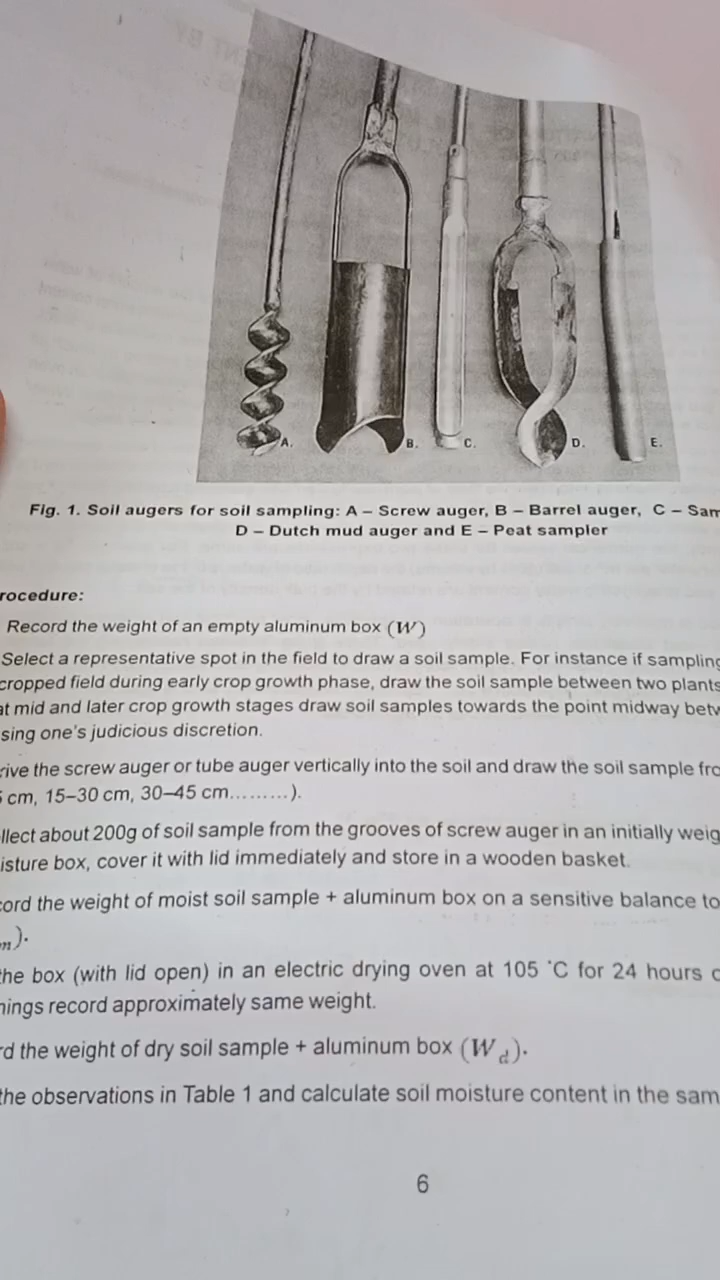 A.
B.
C.
D.
E.
Fig. 1. Soil augers for soil sampling: A – Screw auger, B – Barrel auger, C – Sam
D – Dutch mud auger and E – Peat sampler
rocedure:
Record the weight of an empty aluminum box (W)
Select a representative spot in the field to draw a soil sample. For instance if sampling
cropped field during early crop growth phase, draw the soil sample between two plants
at mid and later crop growth stages draw soil samples towards the point midway betw
sing one's judicious discretion.
rive the screw auger or tube auger vertically into the soil and draw the soil sample fro
5 cm, 15–30 cm, 30–45 cm.........).
llect about 200g of soil sample from the grooves of screw auger in an initially weig
isture box, cover it with lid immediately and store in a wooden basket.
cord the weight of moist soil sample + aluminum box on a sensitive balance to
m).
the box (with lid open) in an electric drying oven at 105 °C for 24 hours o
nings record approximately same weight.
rd the weight of dry soil sample + aluminum box (Wd).
the observations in Table 1 and calculate soil moisture content in the sam
6